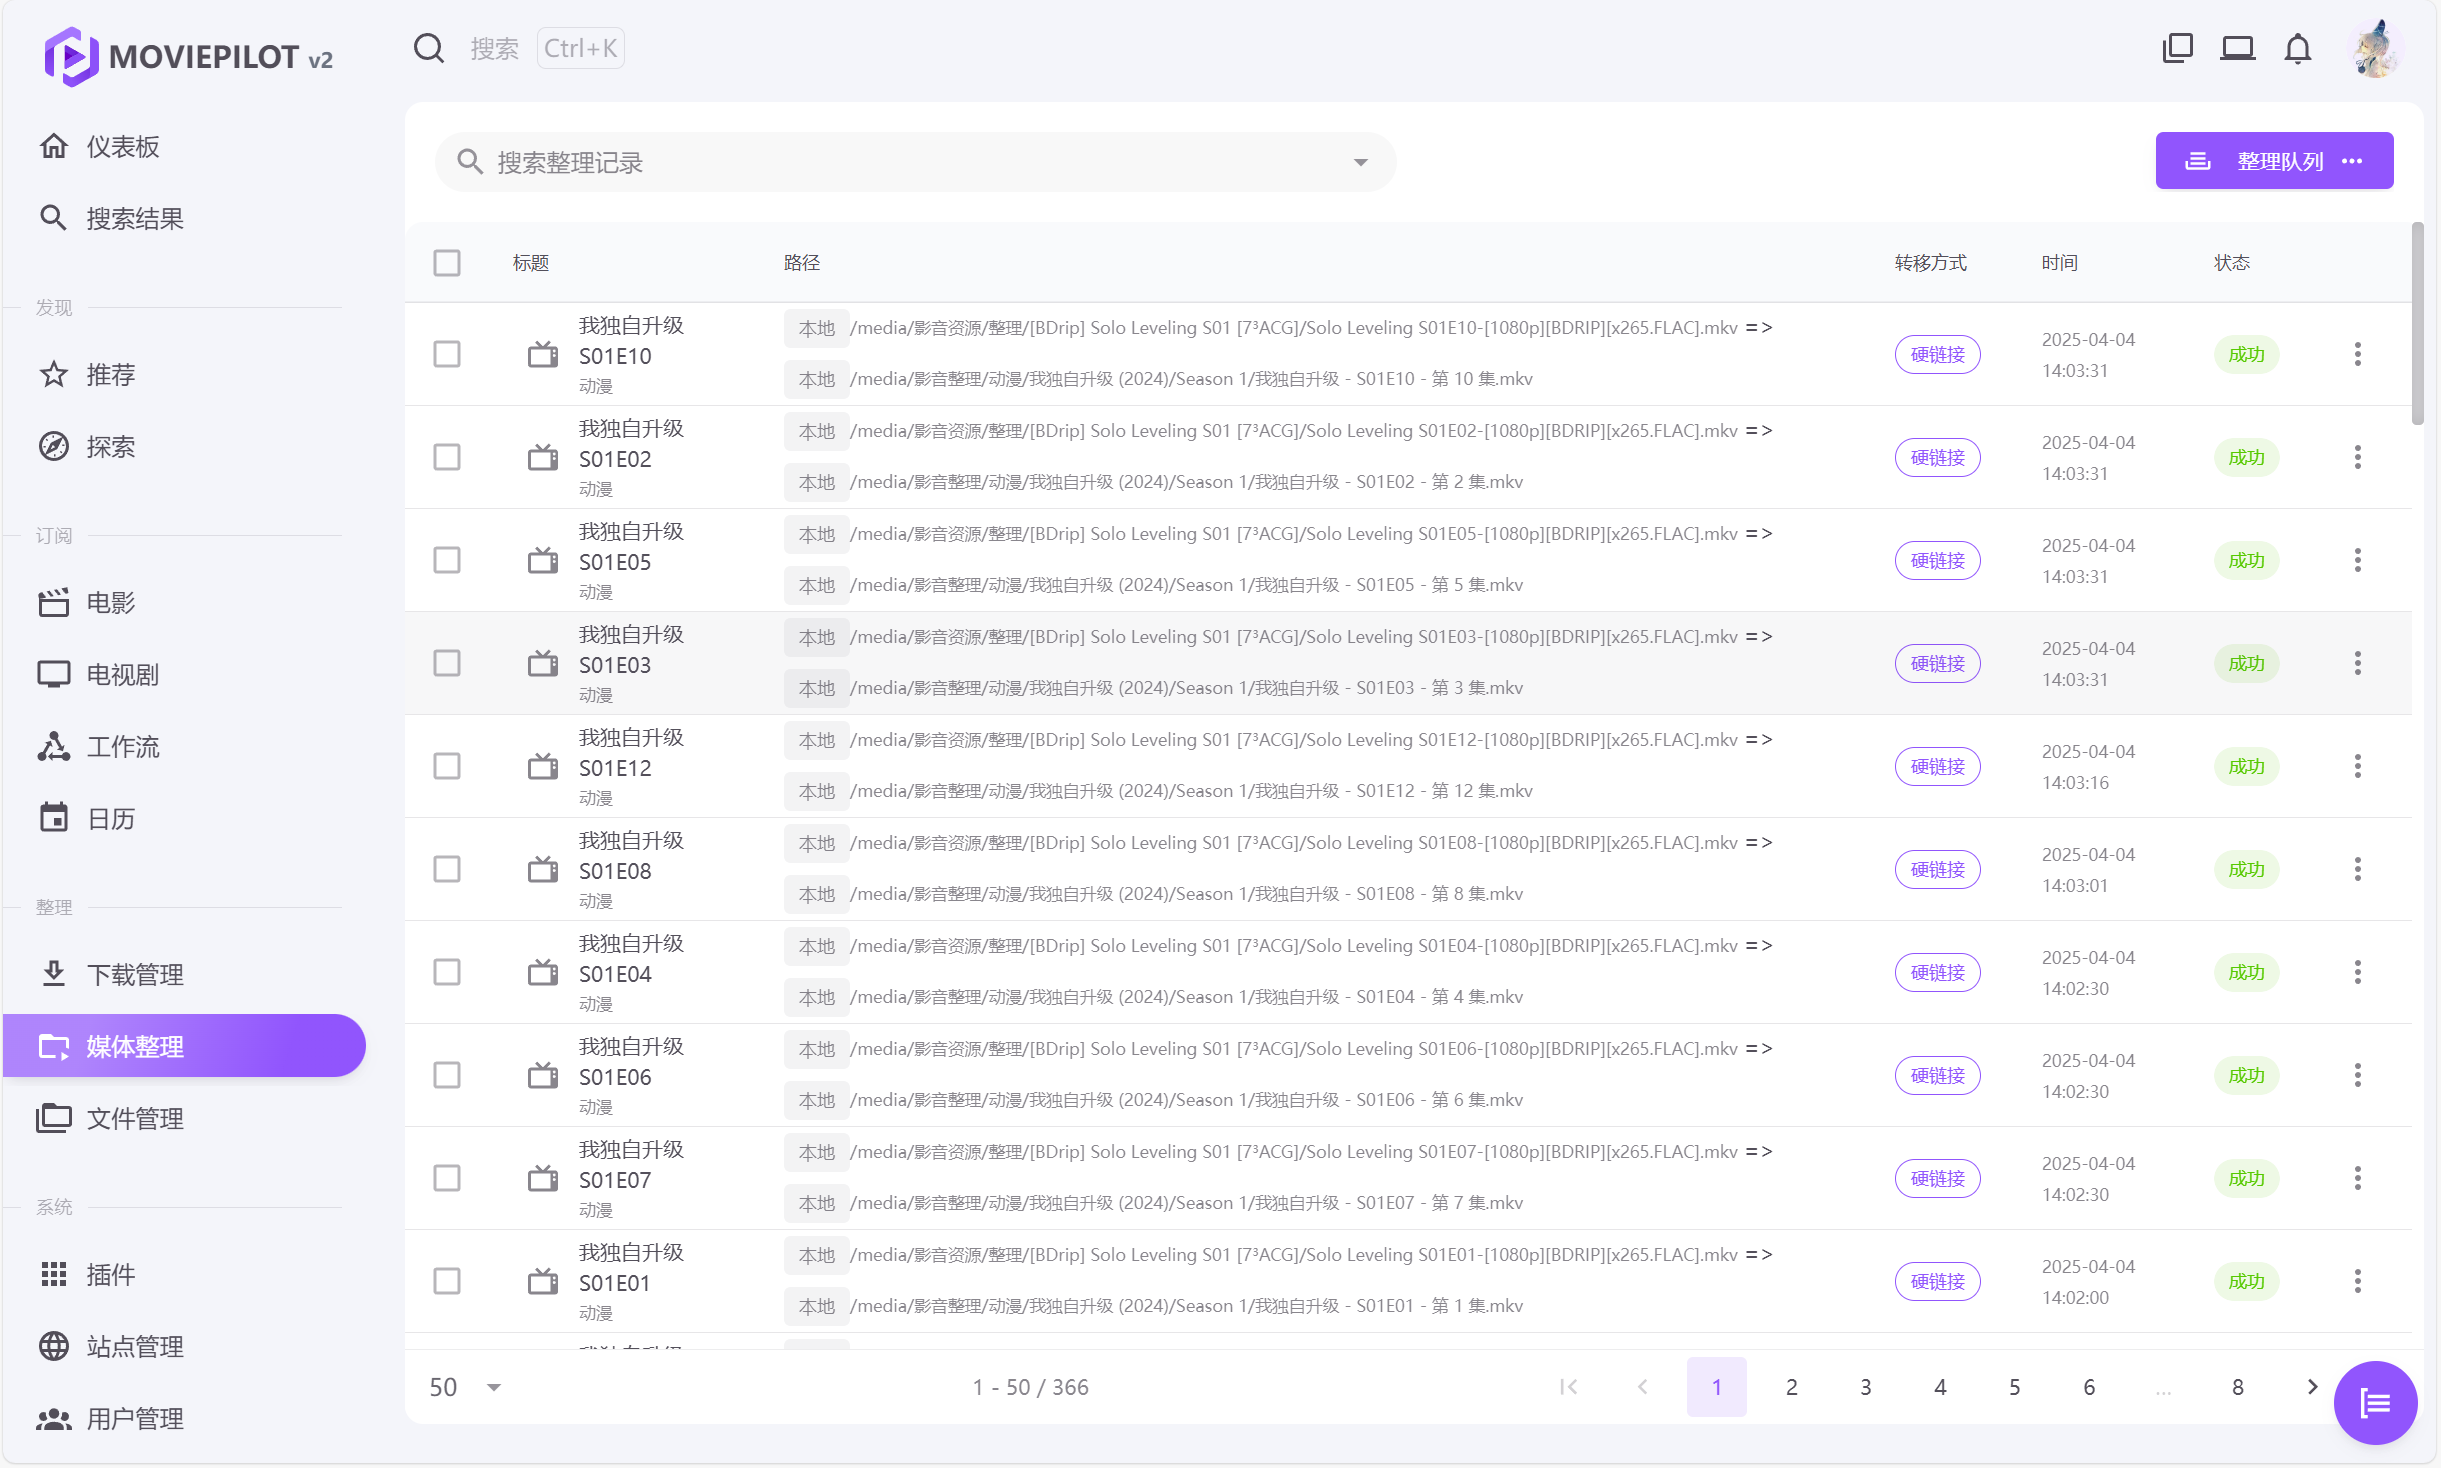 MOVIEPILOT v2
搜索 Ctrl+K
仪表板
搜索结果
发现
推荐
探索
订阅
电影
电视剧
工作流
日历
整理
下载管理
媒体整理
文件管理
系统
插件
站点管理
用户管理
搜索整理记录
整理队列
标题 路径 转移方式 时间 状态
我独自升级
S01E10
动漫
本地 /media/影音资源/整理/[BDrip] Solo Leveling S01 [7³ACG]/Solo Leveling S01E10-[1080p][BDRIP][x265.FLAC].mkv =>
本地 /media/影音整理/动漫/我独自升级 (2024)/Season 1/我独自升级 - S01E10 - 第 10 集.mkv
硬链接
2025-04-04
14:03:31
成功
我独自升级
S01E02
动漫
本地 /media/影音资源/整理/[BDrip] Solo Leveling S01 [7³ACG]/Solo Leveling S01E02-[1080p][BDRIP][x265.FLAC].mkv =>
本地 /media/影音整理/动漫/我独自升级 (2024)/Season 1/我独自升级 - S01E02 - 第 2 集.mkv
硬链接
2025-04-04
14:03:31
成功
我独自升级
S01E05
动漫
本地 /media/影音资源/整理/[BDrip] Solo Leveling S01 [7³ACG]/Solo Leveling S01E05-[1080p][BDRIP][x265.FLAC].mkv =>
本地 /media/影音整理/动漫/我独自升级 (2024)/Season 1/我独自升级 - S01E05 - 第 5 集.mkv
硬链接
2025-04-04
14:03:31
成功
我独自升级
S01E03
动漫
本地 /media/影音资源/整理/[BDrip] Solo Leveling S01 [7³ACG]/Solo Leveling S01E03-[1080p][BDRIP][x265.FLAC].mkv =>
本地 /media/影音整理/动漫/我独自升级 (2024)/Season 1/我独自升级 - S01E03 - 第 3 集.mkv
硬链接
2025-04-04
14:03:31
成功
我独自升级
S01E12
动漫
本地 /media/影音资源/整理/[BDrip] Solo Leveling S01 [7³ACG]/Solo Leveling S01E12-[1080p][BDRIP][x265.FLAC].mkv =>
本地 /media/影音整理/动漫/我独自升级 (2024)/Season 1/我独自升级 - S01E12 - 第 12 集.mkv
硬链接
2025-04-04
14:03:16
成功
我独自升级
S01E08
动漫
本地 /media/影音资源/整理/[BDrip] Solo Leveling S01 [7³ACG]/Solo Leveling S01E08-[1080p][BDRIP][x265.FLAC].mkv =>
本地 /media/影音整理/动漫/我独自升级 (2024)/Season 1/我独自升级 - S01E08 - 第 8 集.mkv
硬链接
2025-04-04
14:03:01
成功
我独自升级
S01E04
动漫
本地 /media/影音资源/整理/[BDrip] Solo Leveling S01 [7³ACG]/Solo Leveling S01E04-[1080p][BDRIP][x265.FLAC].mkv =>
本地 /media/影音整理/动漫/我独自升级 (2024)/Season 1/我独自升级 - S01E04 - 第 4 集.mkv
硬链接
2025-04-04
14:02:30
成功
我独自升级
S01E06
动漫
本地 /media/影音资源/整理/[BDrip] Solo Leveling S01 [7³ACG]/Solo Leveling S01E06-[1080p][BDRIP][x265.FLAC].mkv =>
本地 /media/影音整理/动漫/我独自升级 (2024)/Season 1/我独自升级 - S01E06 - 第 6 集.mkv
硬链接
2025-04-04
14:02:30
成功
我独自升级
S01E07
动漫
本地 /media/影音资源/整理/[BDrip] Solo Leveling S01 [7³ACG]/Solo Leveling S01E07-[1080p][BDRIP][x265.FLAC].mkv =>
本地 /media/影音整理/动漫/我独自升级 (2024)/Season 1/我独自升级 - S01E07 - 第 7 集.mkv
硬链接
2025-04-04
14:02:30
成功
我独自升级
S01E01
动漫
本地 /media/影音资源/整理/[BDrip] Solo Leveling S01 [7³ACG]/Solo Leveling S01E01-[1080p][BDRIP][x265.FLAC].mkv =>
本地 /media/影音整理/动漫/我独自升级 (2024)/Season 1/我独自升级 - S01E01 - 第 1 集.mkv
硬链接
2025-04-04
14:02:00
成功
50 1 - 50 / 366 1 2 3 4 5 6 ... 8